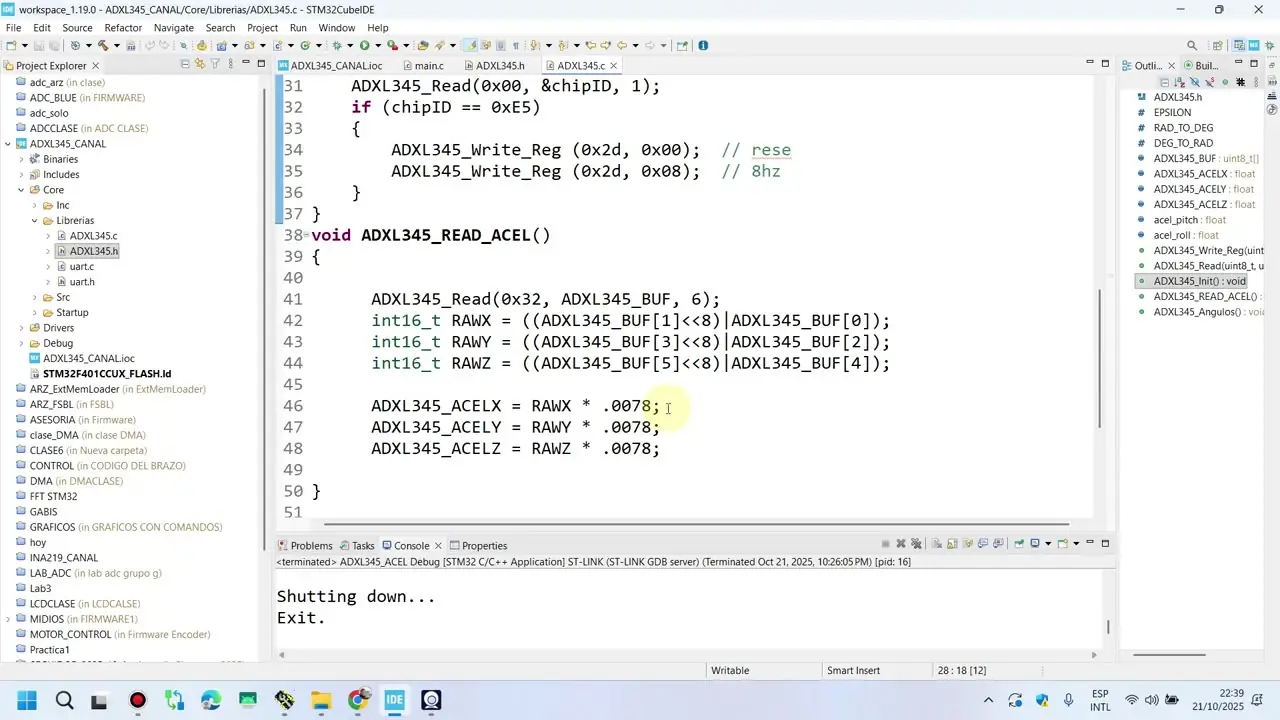 IDE workspace_1.19.0 - ADXL345_CANAL/Core/Librerias/ADXL345.c - STM32CubeIDE
File Edit Source Refactor Navigate Search Project Run Window Help
Project Explorer
adc_arz (in clase)
ADC_BLUE (in FIRMWARE)
adc_solo
ADCCLASE (in ADC CLASE)
ADXL345_CANAL
Binaries
Includes
Core
Inc
Librerias
ADXL345.c
ADXL345.h
uart.c
uart.h
Src
Startup
Drivers
Debug
ADXL345_CANAL.ioc
STM32F401CCUX_FLASH.ld
ARZ_ExtMemLoader (in ExtMemLoader)
ARZ_FSBL (in FSBL)
ASESORIA (in Firmware)
clase_DMA (in clase DMA)
CLASE6 (in Nueva carpeta)
CONTROL (in CODIGO DEL BRAZO)
DMA (in DMACLASE)
FFT STM32
GABIS
GRAFICOS (in GRAFICOS CON COMANDOS)
hoy
INA219_CANAL
LAB_ADC (in lab adc grupo g)
Lab3
LCDCLASE (in LCDCALSE)
MIDIOS (in FIRMWARE1)
MOTOR_CONTROL (in Firmware Encoder)
Practica1
ADXL345_CANAL.ioc main.c ADXL345.h ADXL345.c
31 ADXL345_Read(0x00, &chipID, 1);
32 if (chipID == 0xE5)
33 {
34 ADXL345_Write_Reg (0x2d, 0x00); // rese
35 ADXL345_Write_Reg (0x2d, 0x08); // 8hz
36 }
37 }
38 void ADXL345_READ_ACEL()
39 {
40
41 ADXL345_Read(0x32, ADXL345_BUF, 6);
42 int16_t RAWX = ((ADXL345_BUF[1]<<8)|ADXL345_BUF[0]);
43 int16_t RAWY = ((ADXL345_BUF[3]<<8)|ADXL345_BUF[2]);
44 int16_t RAWZ = ((ADXL345_BUF[5]<<8)|ADXL345_BUF[4]);
45
46 ADXL345_ACELX = RAWX * .0078;
47 ADXL345_ACELY = RAWY * .0078;
48 ADXL345_ACELZ = RAWZ * .0078;
49
50 }
51
Problems Tasks Console Properties
<terminated> ADXL345_ACEL Debug [STM32 C/C++ Application] ST-LINK (ST-LINK GDB server) (Terminated Oct 21, 2025, 10:26:05 PM) [pid: 16]
Shutting down...
Exit.
Outli... Buil...
ADXL345.h
EPSILON
RAD_TO_DEG
DEG_TO_RAD
ADXL345_BUF : uint8_t[]
ADXL345_ACELX : float
ADXL345_ACELY : float
ADXL345_ACELZ : float
acel_pitch : float
acel_roll : float
ADXL345_Write_Reg(uint
ADXL345_Read(uint8_t, u
ADXL345_Init() : void
ADXL345_READ_ACEL() :
ADXL345_Angulos() : voi
Writable Smart Insert 28 : 18 [12]
IDE
ESP
INTL
22:39
21/10/2025